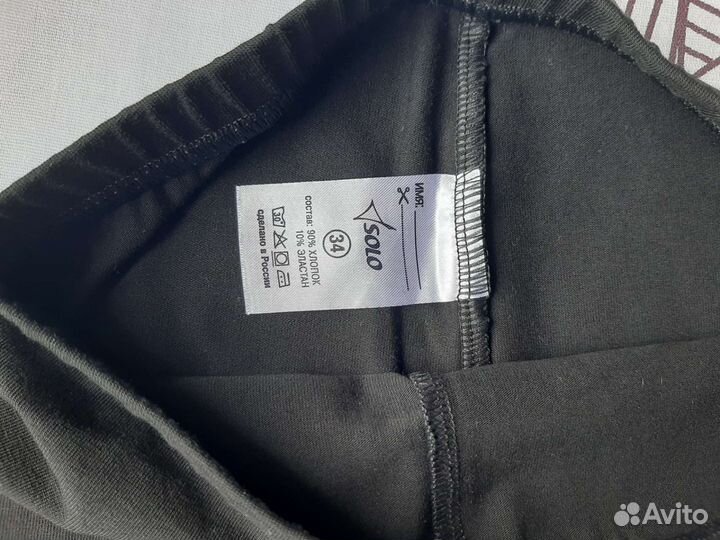 ИМЯ:
SOLO
34
состав: 90% ХЛОПОК
10% ЭЛАСТАН
30
сделано в России
Avito